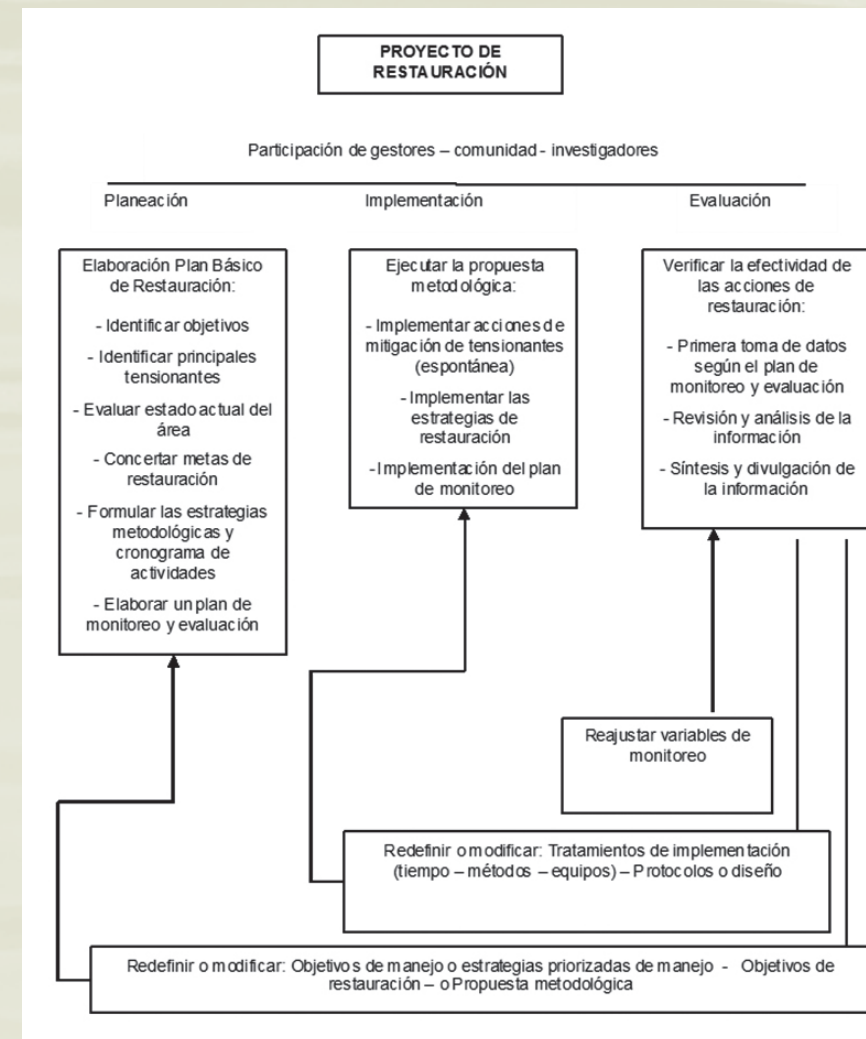 PROYECTO DE
RESTAURACIÓN
Participación de gestores – comunidad - investigadores
Planeación
Implementación
Evaluación
Elaboración Plan Básico
de Restauración:
- Identificar objetivos
- Identificar principales
tensionantes
- Evaluar estado actual del
área
- Concertar metas de
restauración
- Formular las estrategias
metodológicas y
cronograma de
actividades
- Elaborar un plan de
monitoreo y evaluación
Ejecutar la propuesta
metodológica:
- Implementar acciones de
mitigación de tensionantes
(espontánea)
- Implementar las
estrategias de
restauración
- Implementación del plan
de monitoreo
Verificar la efectividad de
las acciones de
restauración:
- Primera toma de datos
según el plan de
monitoreo y evaluación
- Revisión y análisis de la
información
- Síntesis y divulgación de
la información
Reajustar variables de
monitoreo
Redefinir o modificar: Tratamientos de implementación
(tiempo – métodos – equipos) – Protocolos o diseño
Redefinir o modificar: Objetivos de manejo o estrategias priorizadas de manejo - Objetivos de
restauración – o Propuesta metodológica